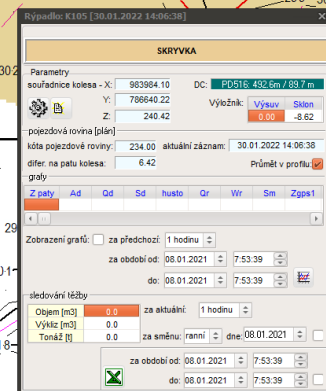 Rýpadlo: K105 [30.01.2022 14:06:38]
SKRYVKA
Parametry
souřadnice kolesa - X: 983984.10 DC: PD516: 492.6m / 89.7 m
Y: 786640.22 Výložník: Výsuv Sklon
Z: 240.42 0.00 -8.62
pojezdová rovina [plán]
kóta pojezdové roviny: 234.00 aktuální záznam: 30.01.2022 14:06:38
difer. na patu kolesa: 6.42 Průmět v profilu:
grafy
Z paty Ad Qd Sd husto Qr Wr Sm Zgps1
Zobrazení grafů: za předchozí: 1 hodinu
za období od: 08.01.2021 7:53:39
do: 08.01.2021 7:53:39
sledování těžby
Objem [m3] 0.0 za aktuální: 1 hodinu
Výkliz [m3] 0.0
Tonáž [t] 0.0 za směnu: ranní dne: 08.01.2021
za období od: 08.01.2021 7:53:39
do: 08.01.2021 7:53:39
302
29